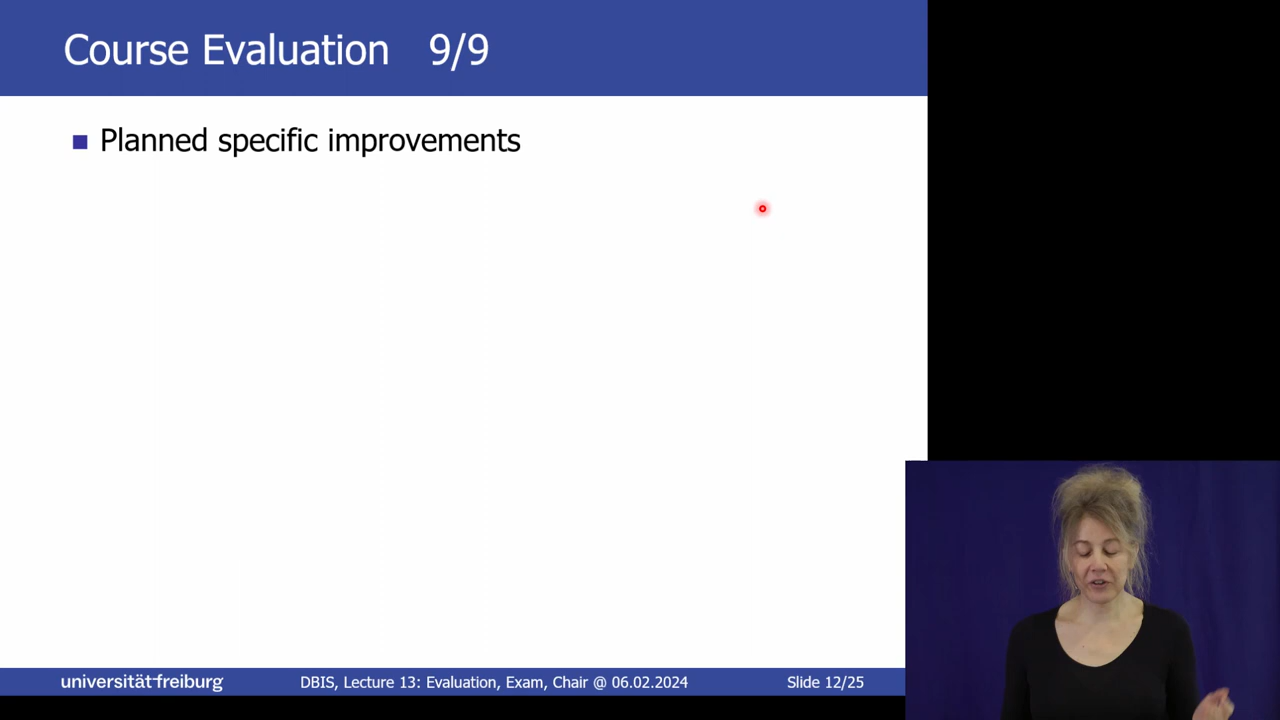 Course Evaluation 9/9
Planned specific improvements
universität freiburg
DBIS, Lecture 13: Evaluation, Exam, Chair @ 06.02.2024
Slide 12/25